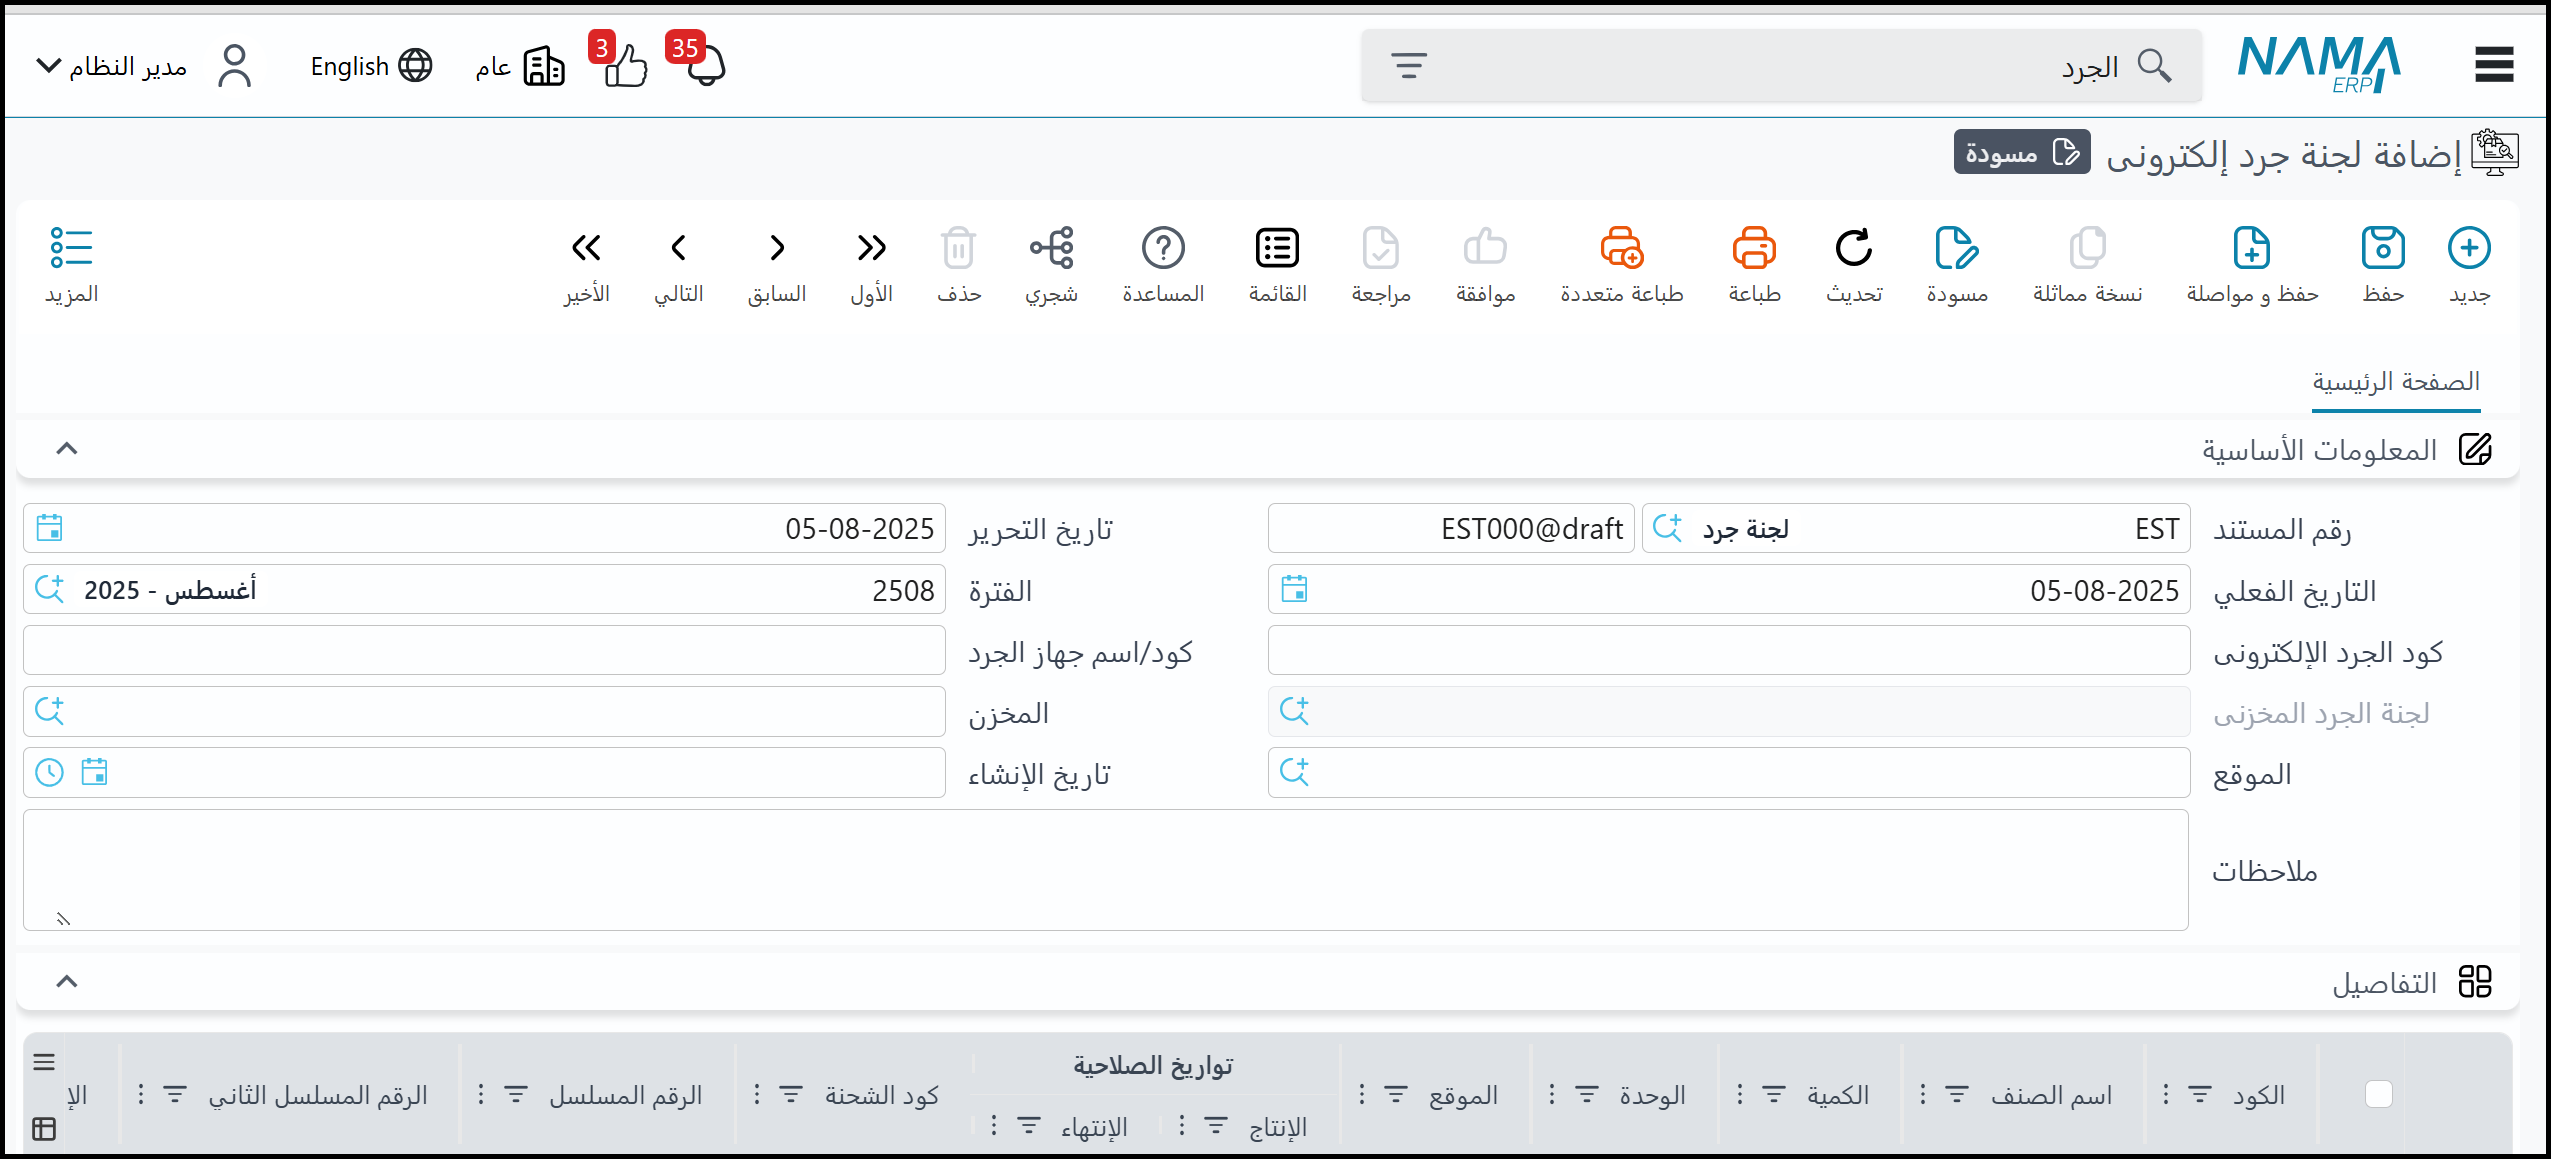 NAMA ERP
الجرد
35
3
عام
English
مدير النظام
إضافة لجنة جرد إلكترونى
مسودة
جديد
حفظ
حفظ و مواصلة
نسخة مماثلة
مسودة
تحديث
طباعة
طباعة متعددة
موافقة
مراجعة
القائمة
المساعدة
شجري
حذف
الأول
السابق
التالي
الأخير
المزيد
الصفحة الرئيسية
المعلومات الأساسية
رقم المستند EST لجنة جرد EST000@draft تاريخ التحرير 05-08-2025
التاريخ الفعلي 05-08-2025 الفترة 2508 أغسطس - 2025
كود الجرد الإلكترونى كود/اسم جهاز الجرد
لجنة الجرد المخزنى المخزن
الموقع تاريخ الإنشاء
ملاحظات
التفاصيل
الكود اسم الصنف الكمية الوحدة الموقع تواريخ الصلاحية كود الشحنة الرقم المسلسل الرقم المسلسل الثاني الإ
الإنتاج الإنتهاء